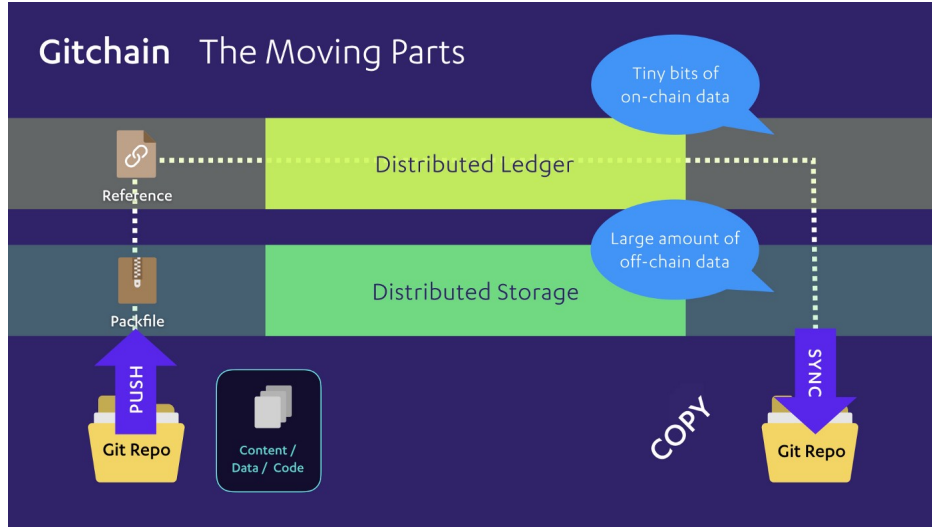 Gitchain The Moving Parts
Tiny bits of
on-chain data
Reference
Distributed Ledger
Large amount of
off-chain data
Packfile
Distributed Storage
PUSH
Git Repo
Content /
Data / Code
COPY
SYNC
Git Repo